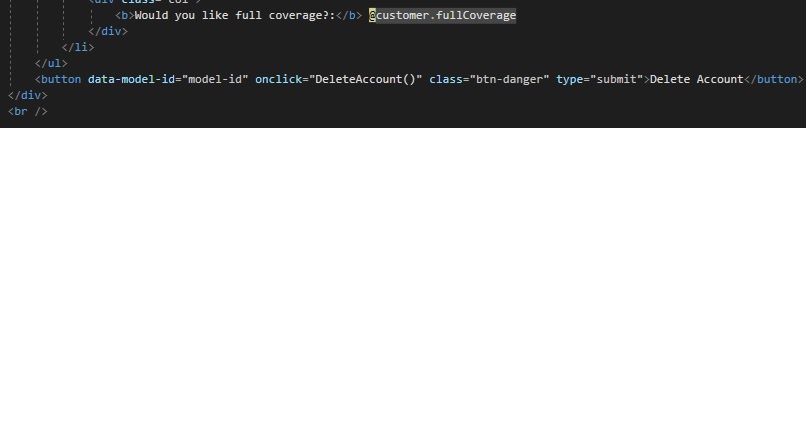 <div class="col">
<b>Would you like full coverage?:</b> @customer.fullCoverage
</div>
</li>
</ul>
<button data-model-id="model-id" onclick="DeleteAccount()" class="btn-danger" type="submit">Delete Account</button>
</div>
<br />